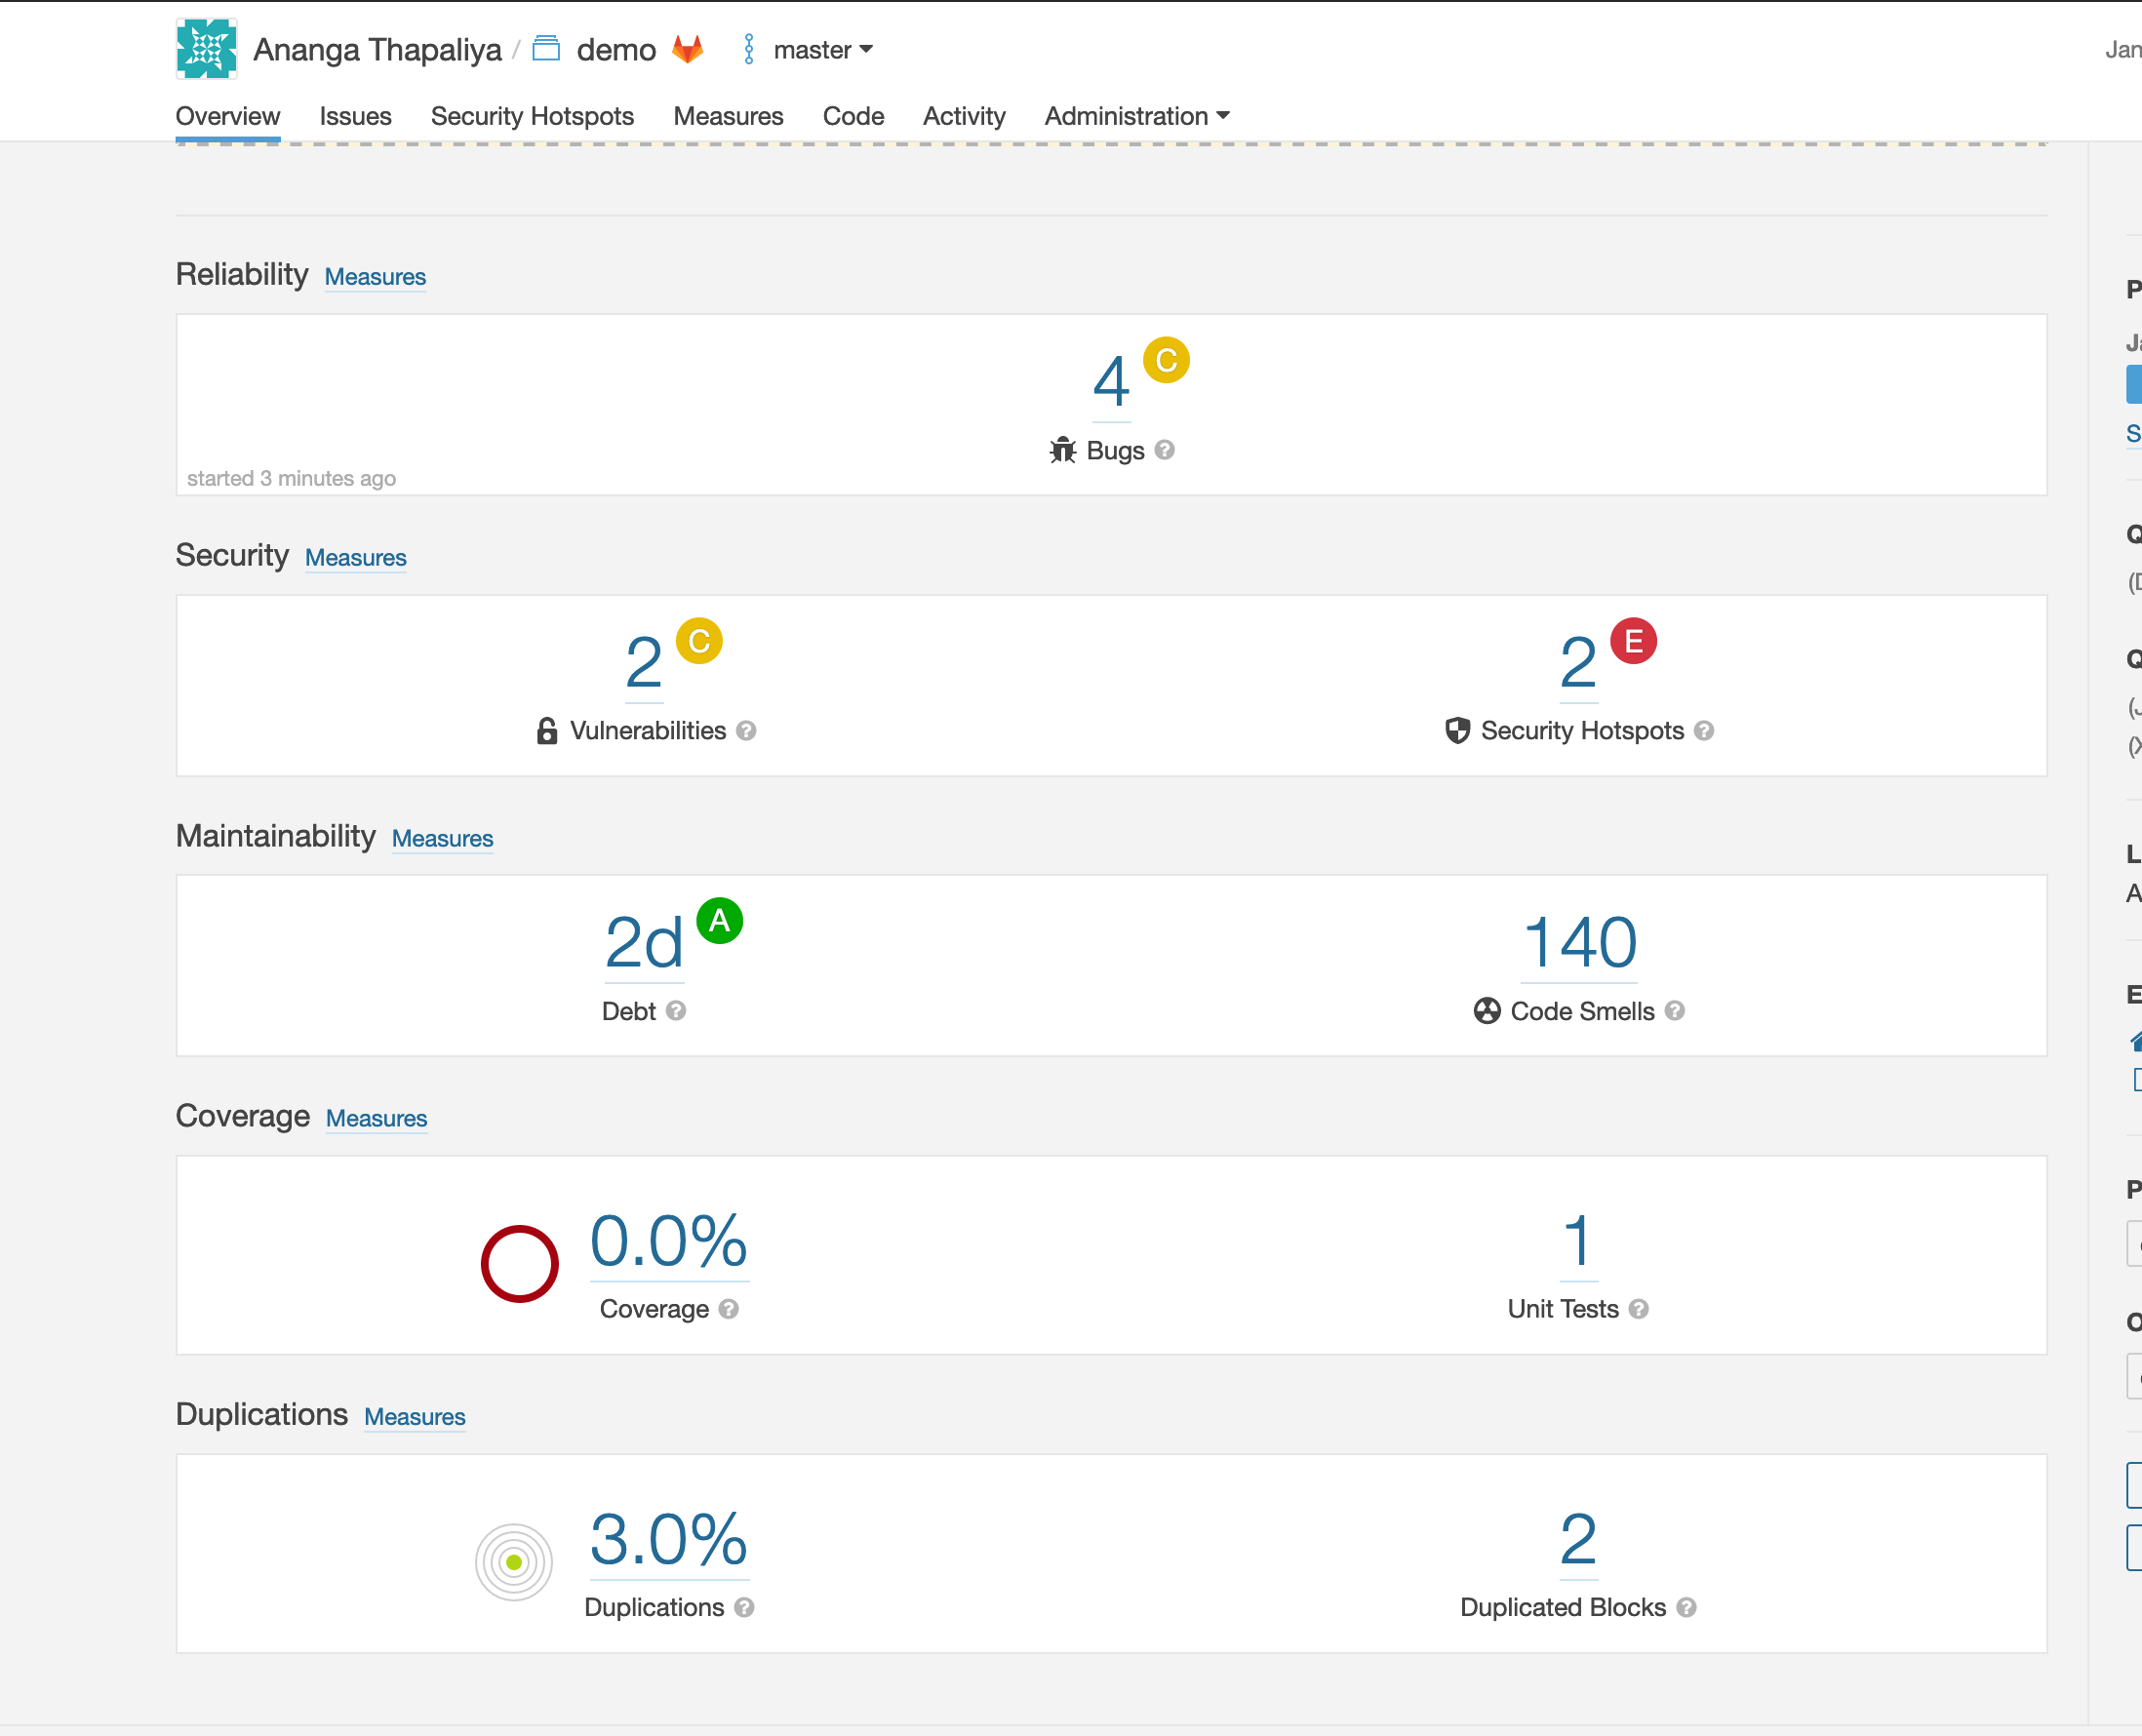 Ananga Thapaliya / demo master
Overview Issues Security Hotspots Measures Code Activity Administration
Reliability Measures
4 C
Bugs ?
started 3 minutes ago
Security Measures
2 C 2 E
Vulnerabilities ? Security Hotspots ?
Maintainability Measures
2d A 140
Debt ? Code Smells ?
Coverage Measures
0.0% 1
Coverage ? Unit Tests ?
Duplications Measures
3.0% 2
Duplications ? Duplicated Blocks ?